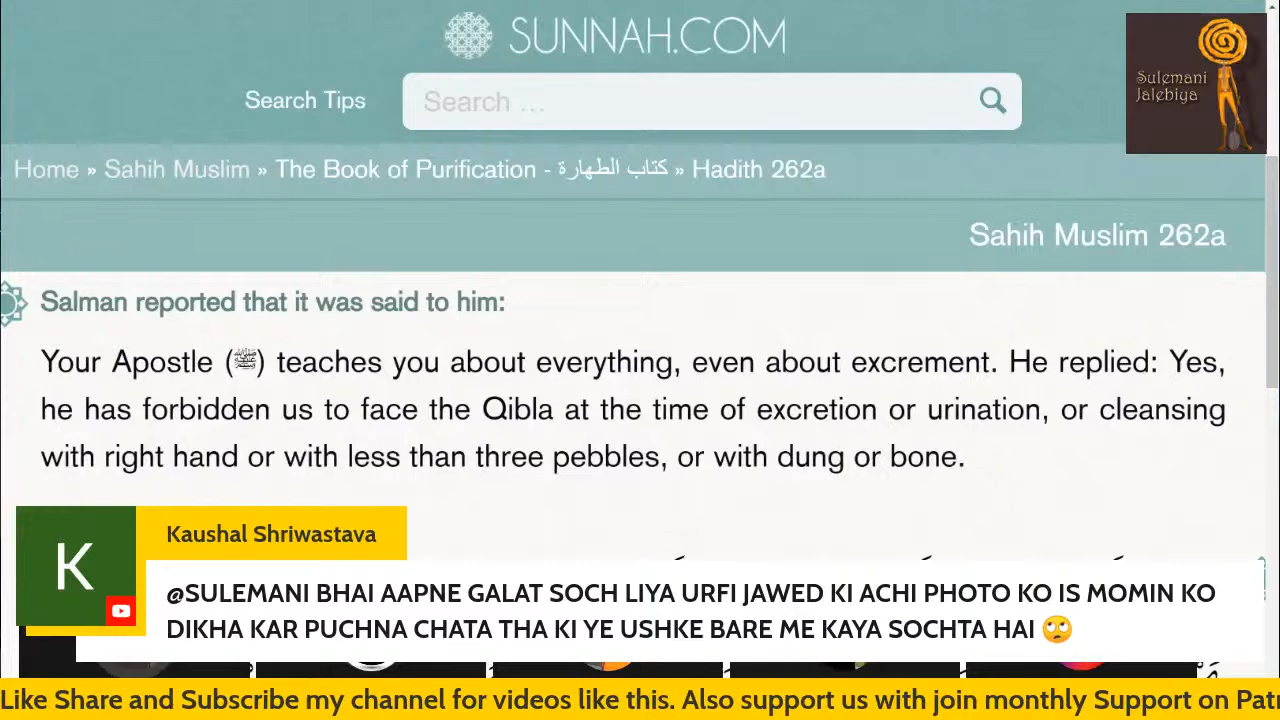 SUNNAH.COM
Sulemani
Jalebiya
Search Tips
Search ...
Home » Sahih Muslim » The Book of Purification - كتاب الطهارة » Hadith 262a
Sahih Muslim 262a
Salman reported that it was said to him:
Your Apostle (ﷺ) teaches you about everything, even about excrement. He replied: Yes,
he has forbidden us to face the Qibla at the time of excretion or urination, or cleansing
with right hand or with less than three pebbles, or with dung or bone.
K
Kaushal Shriwastava
@SULEMANI BHAI AAPNE GALAT SOCH LIYA URFI JAWED KI ACHI PHOTO KO IS MOMIN KO
DIKHA KAR PUCHNA CHATA THA KI YE USHKE BARE ME KAYA SOCHTA HAI 🙄
Like Share and Subscribe my channel for videos like this. Also support us with join monthly Support on Pat